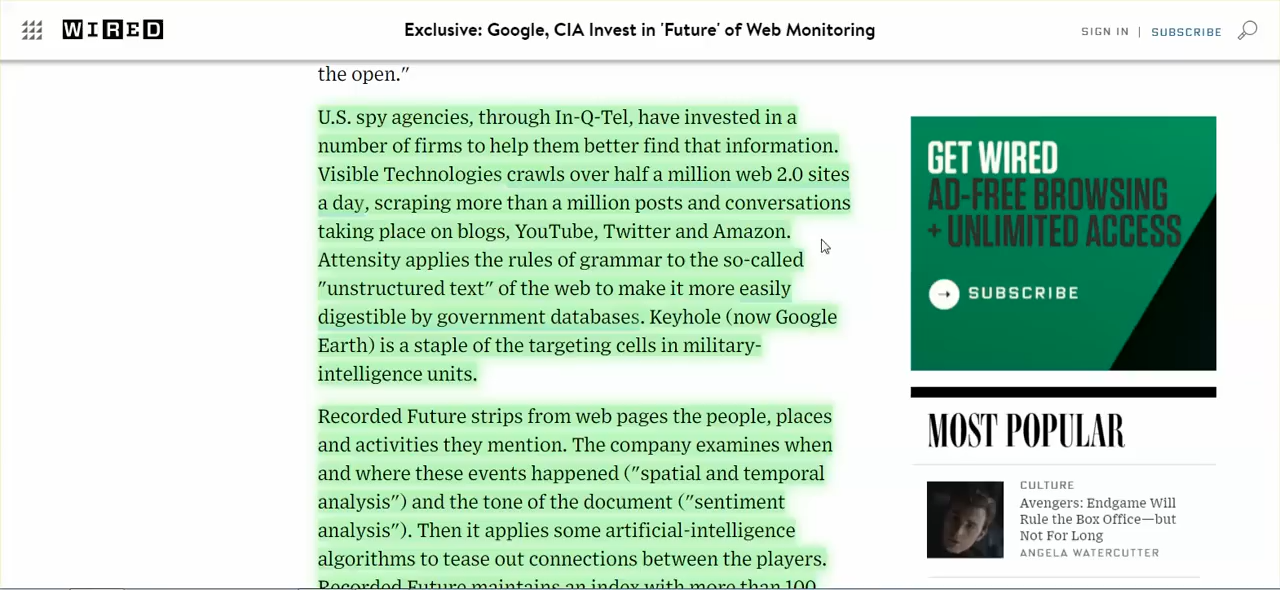 WIRED
Exclusive: Google, CIA Invest in 'Future' of Web Monitoring
SIGN IN | SUBSCRIBE
the open."
U.S. spy agencies, through In-Q-Tel, have invested in a
number of firms to help them better find that information.
Visible Technologies crawls over half a million web 2.0 sites
a day, scraping more than a million posts and conversations
taking place on blogs, YouTube, Twitter and Amazon.
Attensity applies the rules of grammar to the so-called
"unstructured text" of the web to make it more easily
digestible by government databases. Keyhole (now Google
Earth) is a staple of the targeting cells in military-
intelligence units.
Recorded Future strips from web pages the people, places
and activities they mention. The company examines when
and where these events happened ("spatial and temporal
analysis") and the tone of the document ("sentiment
analysis"). Then it applies some artificial-intelligence
algorithms to tease out connections between the players.
Recorded Future maintains an index with more than 100
GET WIRED
AD-FREE BROWSING
+ UNLIMITED ACCESS
SUBSCRIBE
MOST POPULAR
CULTURE
Avengers: Endgame Will
Rule the Box Office—but
Not For Long
ANGELA WATERCUTTER